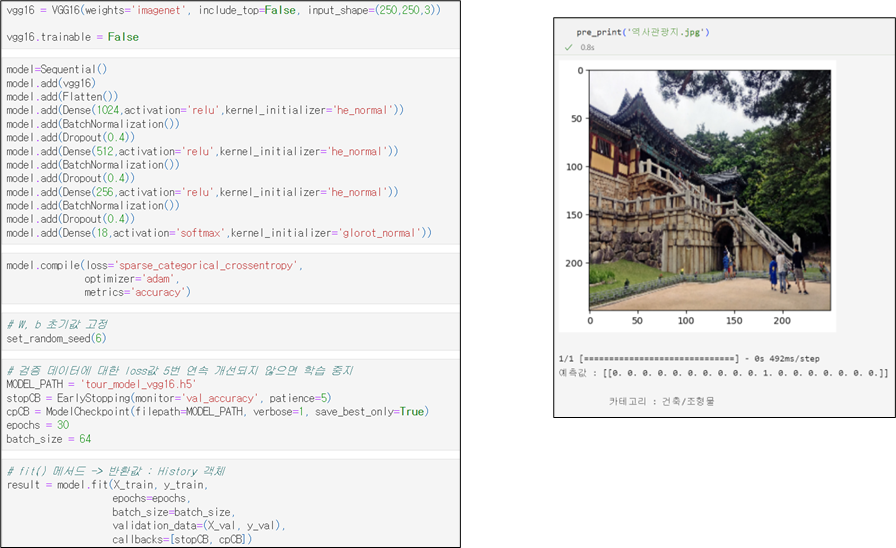 vgg16 = VGG16(weights='imagenet', include_top=False, input_shape=(250,250,3))
vgg16.trainable = False
model=Sequential()
model.add(vgg16)
model.add(Flatten())
model.add(Dense(1024,activation='relu',kernel_initializer='he_normal'))
model.add(BatchNormalization())
model.add(Dropout(0.4))
model.add(Dense(512,activation='relu',kernel_initializer='he_normal'))
model.add(BatchNormalization())
model.add(Dropout(0.4))
model.add(Dense(256,activation='relu',kernel_initializer='he_normal'))
model.add(BatchNormalization())
model.add(Dropout(0.4))
model.add(Dense(18,activation='softmax',kernel_initializer='glorot_normal'))
model.compile(loss='sparse_categorical_crossentropy',
optimizer='adam',
metrics='accuracy')
# W, b 초기값 고정
set_random_seed(6)
# 검증 데이터에 대한 loss값 5번 연속 개선되지 않으면 학습 중지
MODEL_PATH = 'tour_model_vgg16.h5'
stopCB = EarlyStopping(monitor='val_accuracy', patience=5)
cpCB = ModelCheckpoint(filepath=MODEL_PATH, verbose=1, save_best_only=True)
epochs = 30
batch_size = 64
# fit() 메서드 -> 반환값 : History 객체
result = model.fit(X_train, y_train,
epochs=epochs,
batch_size=batch_size,
validation_data=(X_val, y_val),
callbacks=[stopCB, cpCB])
pre_print('역사관광지.jpg')
✓ 0.8s
0
50
100
150
200
0 50 100 150 200
1/1 [==============================] - 0s 492ms/step
예측값 : [[0. 0. 0. 0. 0. 0. 0. 0. 0. 0. 1. 0. 0. 0. 0. 0. 0. 0.]]
카테고리 : 건축/조형물